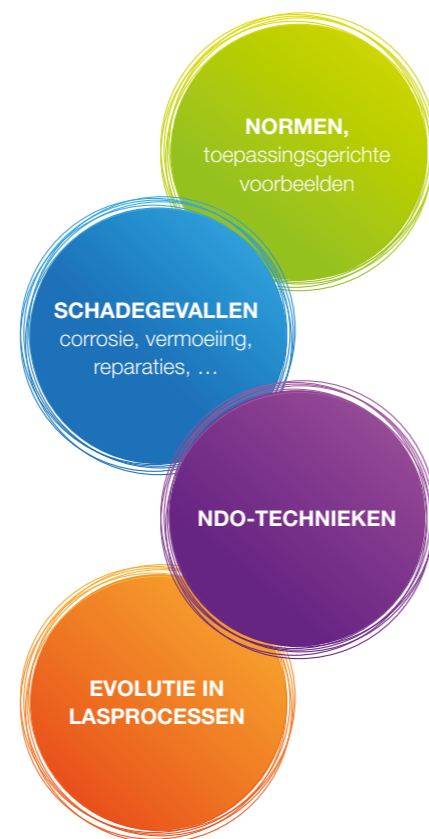 NORMEN,
toepassingsgerichte
voorbeelden
SCHADEGEVALLEN
corrosie, vermoeiing,
reparaties, …
NDO-TECHNIEKEN
EVOLUTIE IN
LASPROCESSEN